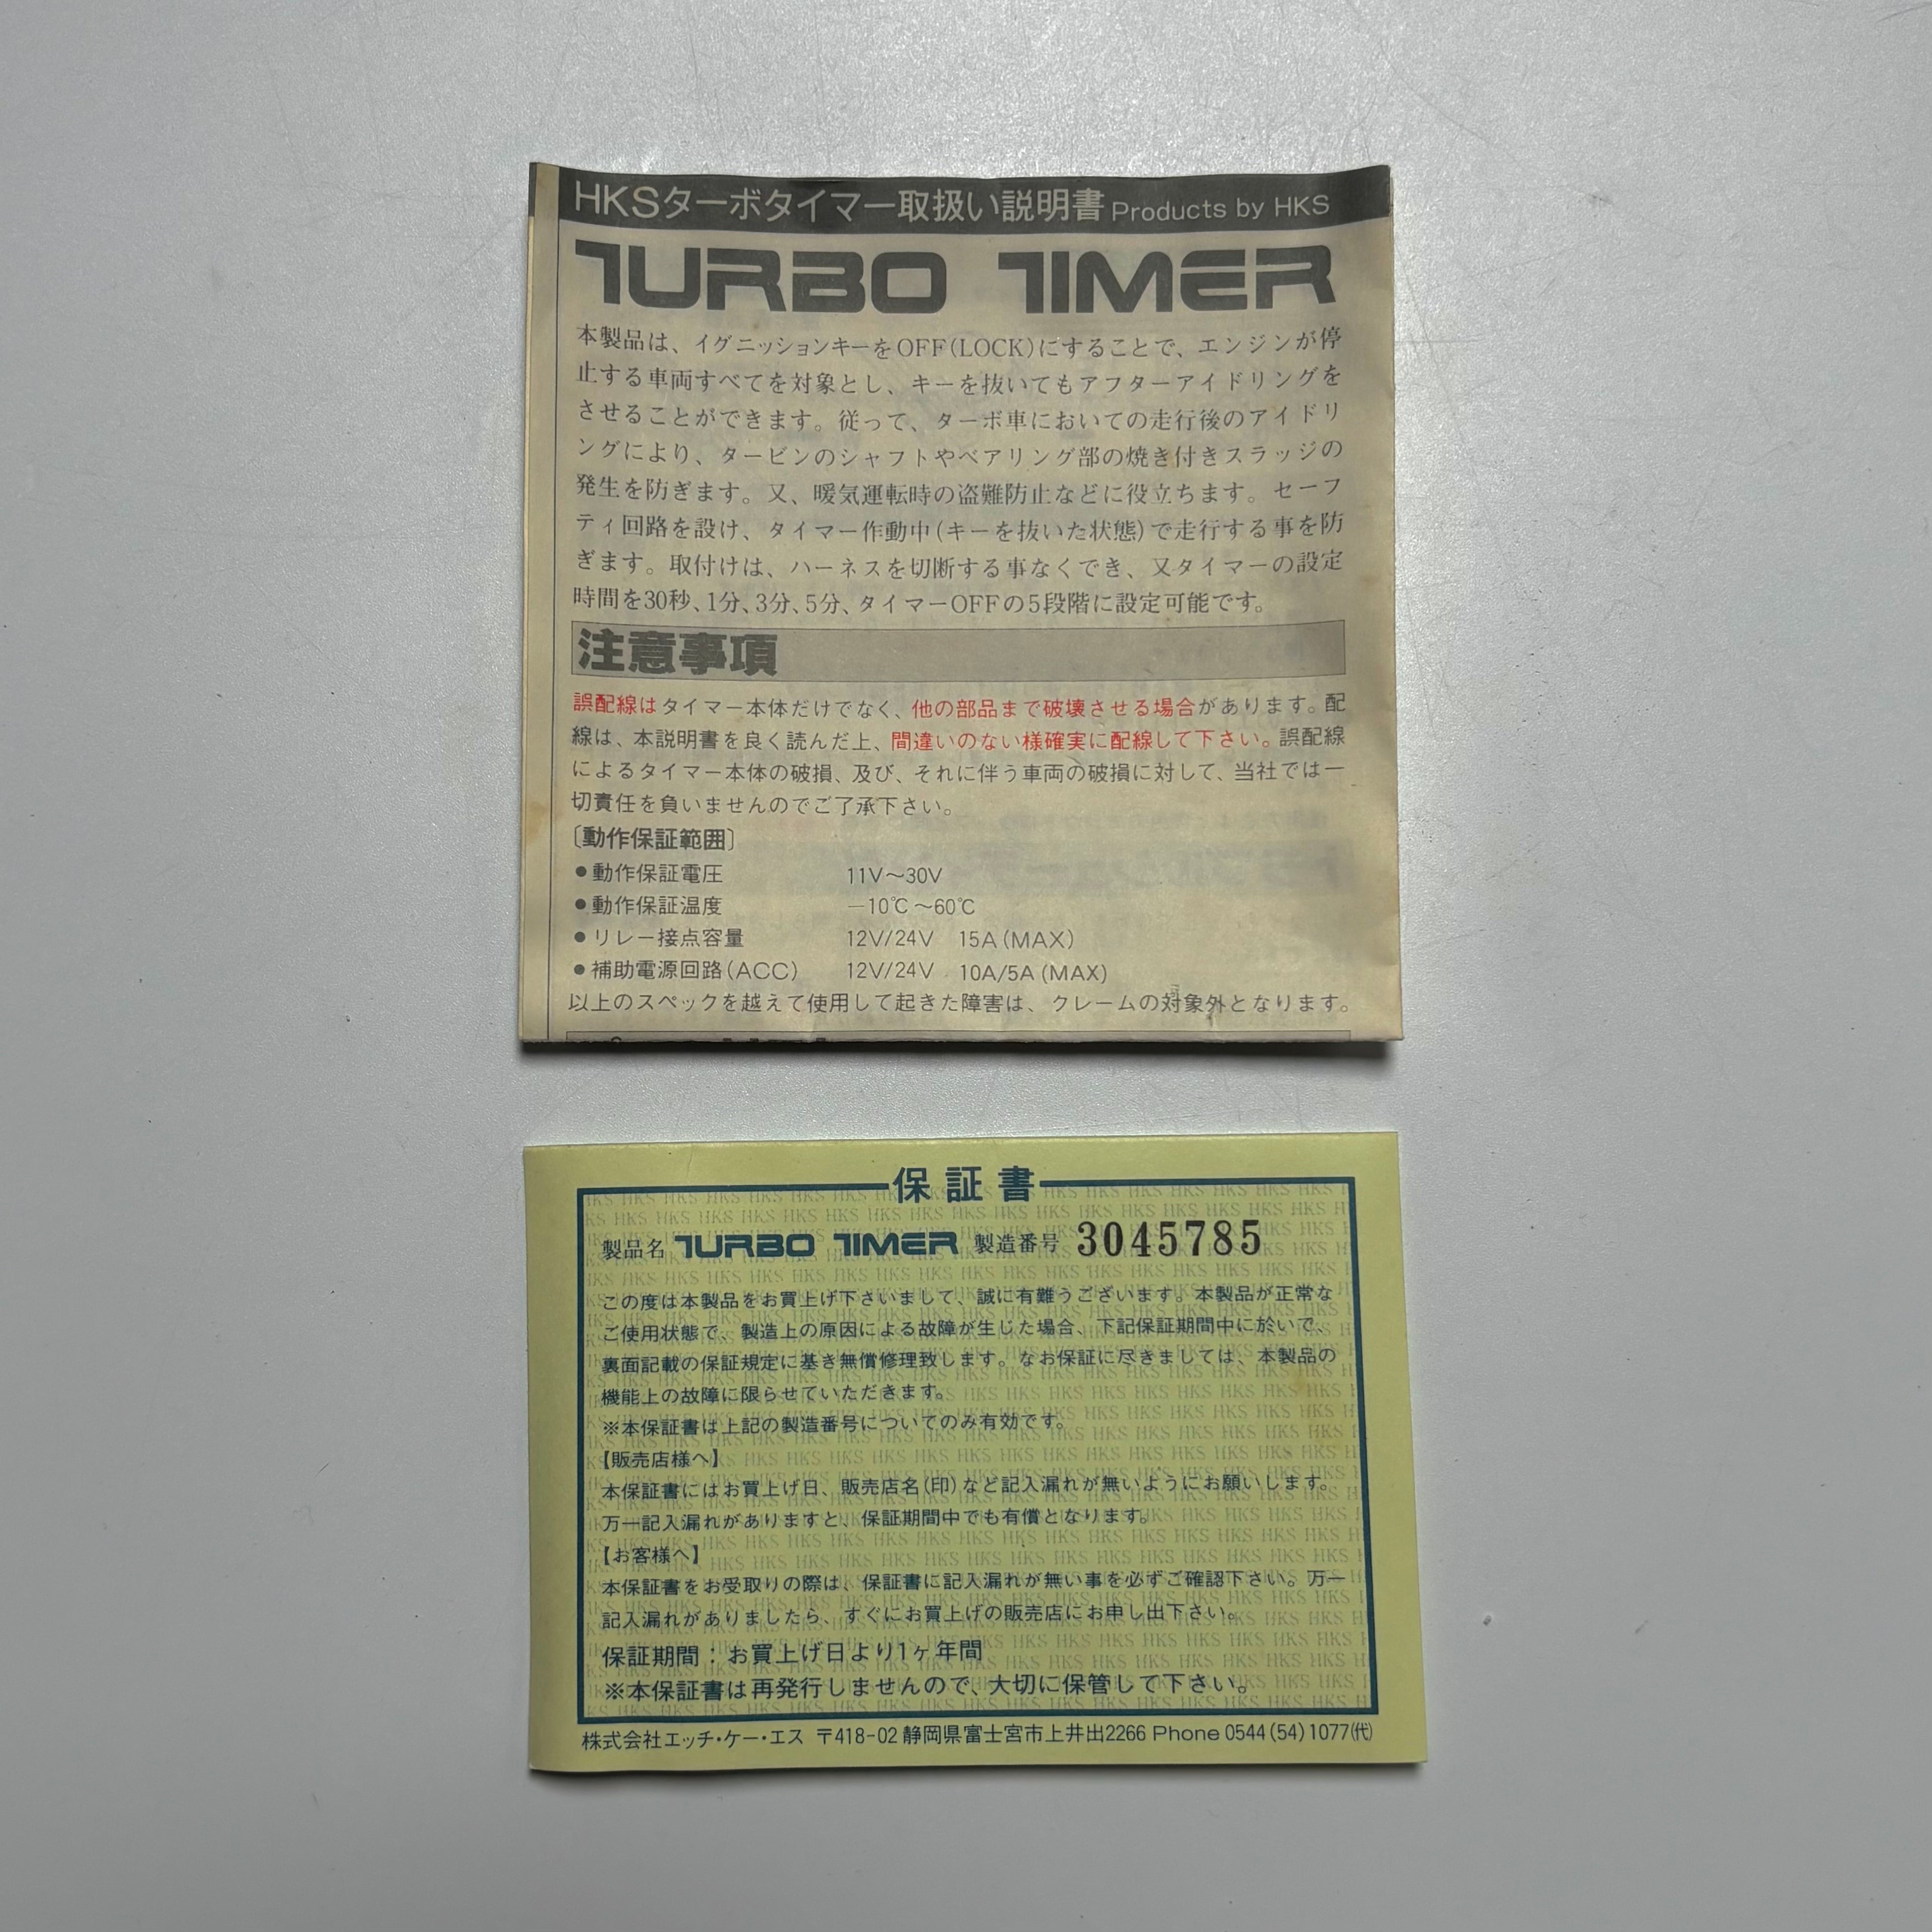 HKSターボタイマー取扱い説明書 Products by HKS
TURBO TIMER
本製品は、イグニッションキーをOFF(LOCK)にすることで、エンジンが停
止する車両すべてを対象とし、キーを抜いてもアフターアイドリングを
させることができます。従って、ターボ車においての走行後のアイドリ
ングにより、タービンのシャフトやベアリング部の焼き付きスラッジの
発生を防ぎます。又、暖気運転時の盗難防止などに役立ちます。セーフ
ティ回路を設け、タイマー作動中(キーを抜いた状態)で走行する事を防
ぎます。取付けは、ハーネスを切断する事なくでき、又タイマーの設定
時間を30秒、1分、3分、5分、タイマーOFFの5段階に設定可能です。
注意事項
誤配線はタイマー本体だけでなく、他の部品まで破壊させる場合があります。配
線は、本説明書を良く読んだ上、間違いのない様確実に配線して下さい。誤配線
によるタイマー本体の破損、及び、それに伴う車両の破損に対して、当社では一
切責任を負いませんのでご了承下さい。
〔動作保証範囲〕
●動作保証電圧 11V〜30V
●動作保証温度 −10℃〜60℃
●リレー接点容量 12V/24V 15A(MAX)
●補助電源回路(ACC) 12V/24V 10A/5A(MAX)
以上のスペックを越えて使用して起きた障害は、クレームの対象外となります。
保証書
製品名 TURBO TIMER 製造番号 3045785
この度は本製品をお買上げ下さいまして、誠に有難うございます。本製品が正常な
ご使用状態で、製造上の原因による故障が生じた場合、下記保証期間中に於いて、
裏面記載の保証規定に基き無償修理致します。なお保証に尽きましては、本製品の
機能上の故障に限らせていただきます。
※本保証書は上記の製造番号についてのみ有効です。
【販売店様へ】
本保証書にはお買上げ日、販売店名(印)など記入漏れが無いようにお願いします。
万一記入漏れがありますと、保証期間中でも有償となります。
【お客様へ】
本保証書をお受取りの際は、保証書に記入漏れが無い事を必ずご確認下さい。万一
記入漏れがありましたら、すぐにお買上げの販売店にお申し出下さい。
保証期間：お買上げ日より1ヶ年間
※本保証書は再発行しませんので、大切に保管して下さい。
株式会社エッチ・ケー・エス 〒418-02 静岡県富士宮市上井出2266 Phone 0544(54)1077(代)